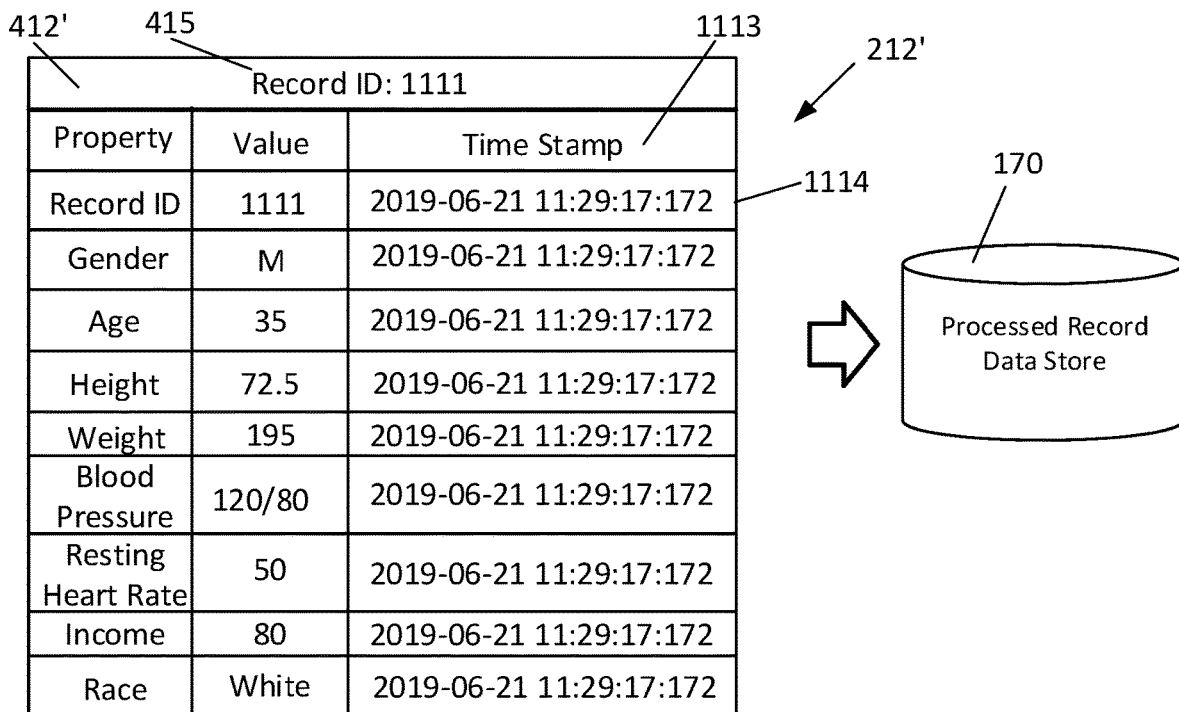 412' 415 1113 212'
Record ID: 1111
Property Value Time Stamp
Record ID 1111 2019-06-21 11:29:17:172 1114
Gender M 2019-06-21 11:29:17:172
Age 35 2019-06-21 11:29:17:172
Height 72.5 2019-06-21 11:29:17:172
Weight 195 2019-06-21 11:29:17:172
Blood
Pressure 120/80 2019-06-21 11:29:17:172
Resting
Heart Rate 50 2019-06-21 11:29:17:172
Income 80 2019-06-21 11:29:17:172
Race White 2019-06-21 11:29:17:172
170
Processed Record
Data Store